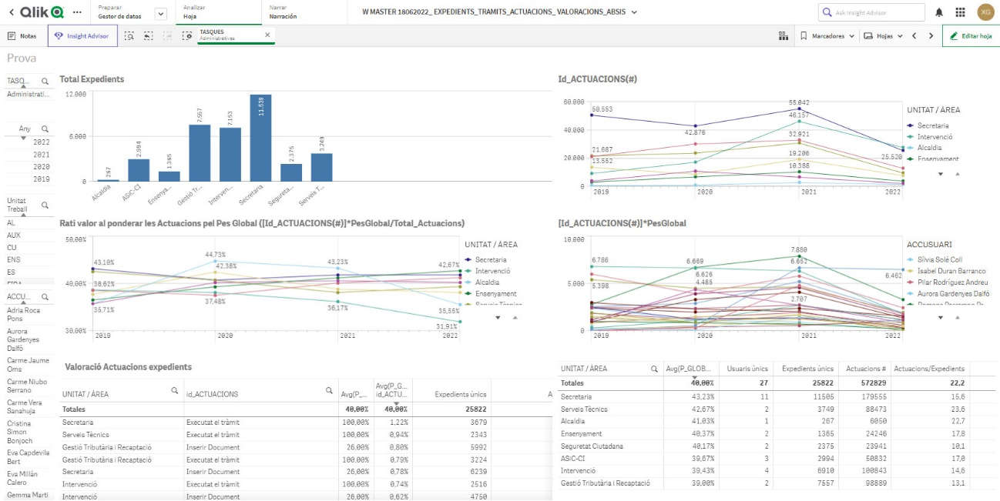 Qlik
Preparar
Gestor de datos
Analizar
Hoja
Narrar
Narración
W MASTER 18062022_ EXPEDIENTS_TRAMITS_ACTUACIONS_VALORACIONS_ABSIS
Ask Insight Advisor
XG
Notas
Insight Advisor
TASQUES
Administratives
Marcadores
Hojas
Editar hoja
Prova
TASQ...
Administrati...
Any
2022
2021
2020
2019
Unitat
Treball
AL
AUX
CU
ENS
ES
ACCU...
Adria Roca
Pons
Aurora
Gardenyes
Dalfó
Carme Jaume
Oms
Carme Niubo
Serrano
Carme Vera
Sanahuja
Cristina
Simon
Bonjoch
Eva Capdevila
Bert
Eva Millán
Calero
Gemma Martí
Total Expedients
12.000
6.000
0
267
2.994
1.365
7.557
7.153
11.539
2.375
3.749
Alcaldia
ASiC-CI
Ensenya...
Gestió Tr...
Interven...
Secretaria
Segureta...
Serveis T...
Id_ACTUACIONS(#)
60.000
40.000
20.000
0
50.553
21.687
13.552
42.876
55.042
46.157
32.921
19.206
10.388
25.520
2019
2020
2021
2022
UNITAT / ÀREA
Secretaria
Intervenció
Alcaldia
Ensenyament
Rati valor al ponderar les Actuacions pel Pes Global ([Id_ACTUACIONS(#)]*PesGlobal/Total_Actuacions)
50,00%
40,00%
30,00%
43,10%
38,62%
35,71%
44,73%
42,38%
37,48%
43,23%
36,17%
42,67%
35,55%
31,91%
2019
2020
2021
2022
UNITAT / ÀREA
Secretaria
Intervenció
Alcaldia
Ensenyament
Serveis Tècnics
[Id_ACTUACIONS(#)]*PesGlobal
10.000
5.000
0
6.786
5.398
6.669
6.626
4.485
7.880
6.652
2.707
6.462
2019
2020
2021
2022
ACCUSUARI
Sílvia Solé Coll
Isabel Duran Barranco
Pilar Rodríguez Andreu
Aurora Gardenyes Dalfó
Valoració Actuacions expedients
UNITAT / ÀREA id_ACTUACIONS Avg(P_... Avg(P_G... id_ACTU... Expedients únics A
Totales 40,00% 40,00% 25822
Secretaria Executat el tràmit 100,00% 1,22% 3679
Serveis Tècnics Executat el tràmit 100,00% 0,94% 2343
Gestió Tributària i Recaptació Inserir Document 26,00% 0,80% 5992
Gestió Tributària i Recaptació Executat el tràmit 100,00% 0,79% 3224
Secretaria Inserir Document 26,00% 0,78% 6239
Intervenció Executat el tràmit 100,00% 0,74% 2516
Intervenció Inserir Document 26,00% 0,62% 4750
UNITAT / ÀREA Avg(P_GLOB... Usuaris únics Expedients únics Actuacions # Actuacions/Expedients
Totales 40,00% 27 25822 572829 22,2
Secretaria 43,23% 11 11505 179555 15,6
Serveis Tècnics 42,67% 2 3749 88473 23,6
Alcaldia 41,03% 1 267 6050 22,7
Ensenyament 40,37% 2 1365 24246 17,8
Seguretat Ciutadana 40,17% 2 2375 23941 10,1
ASiC-CI 39,67% 3 2994 50832 17,0
Intervenció 39,43% 4 6910 100843 14,6
Gestió Tributària i Recaptació 39,00% 2 7557 98889 13,1